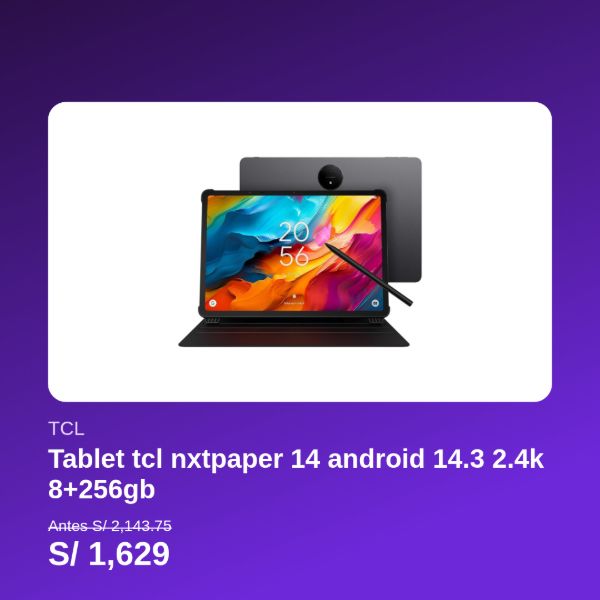 20
56
TCL
Tablet tcl nxtpaper 14 android 14.3 2.4k
8+256gb
Antes S/ 2,143.75
S/ 1,629